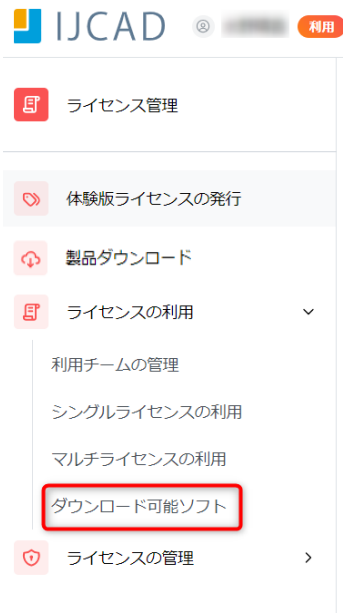 IJCAD 利用
ライセンス管理
体験版ライセンスの発行
製品ダウンロード
ライセンスの利用
利用チームの管理
シングルライセンスの利用
マルチライセンスの利用
ダウンロード可能ソフト
ライセンスの管理